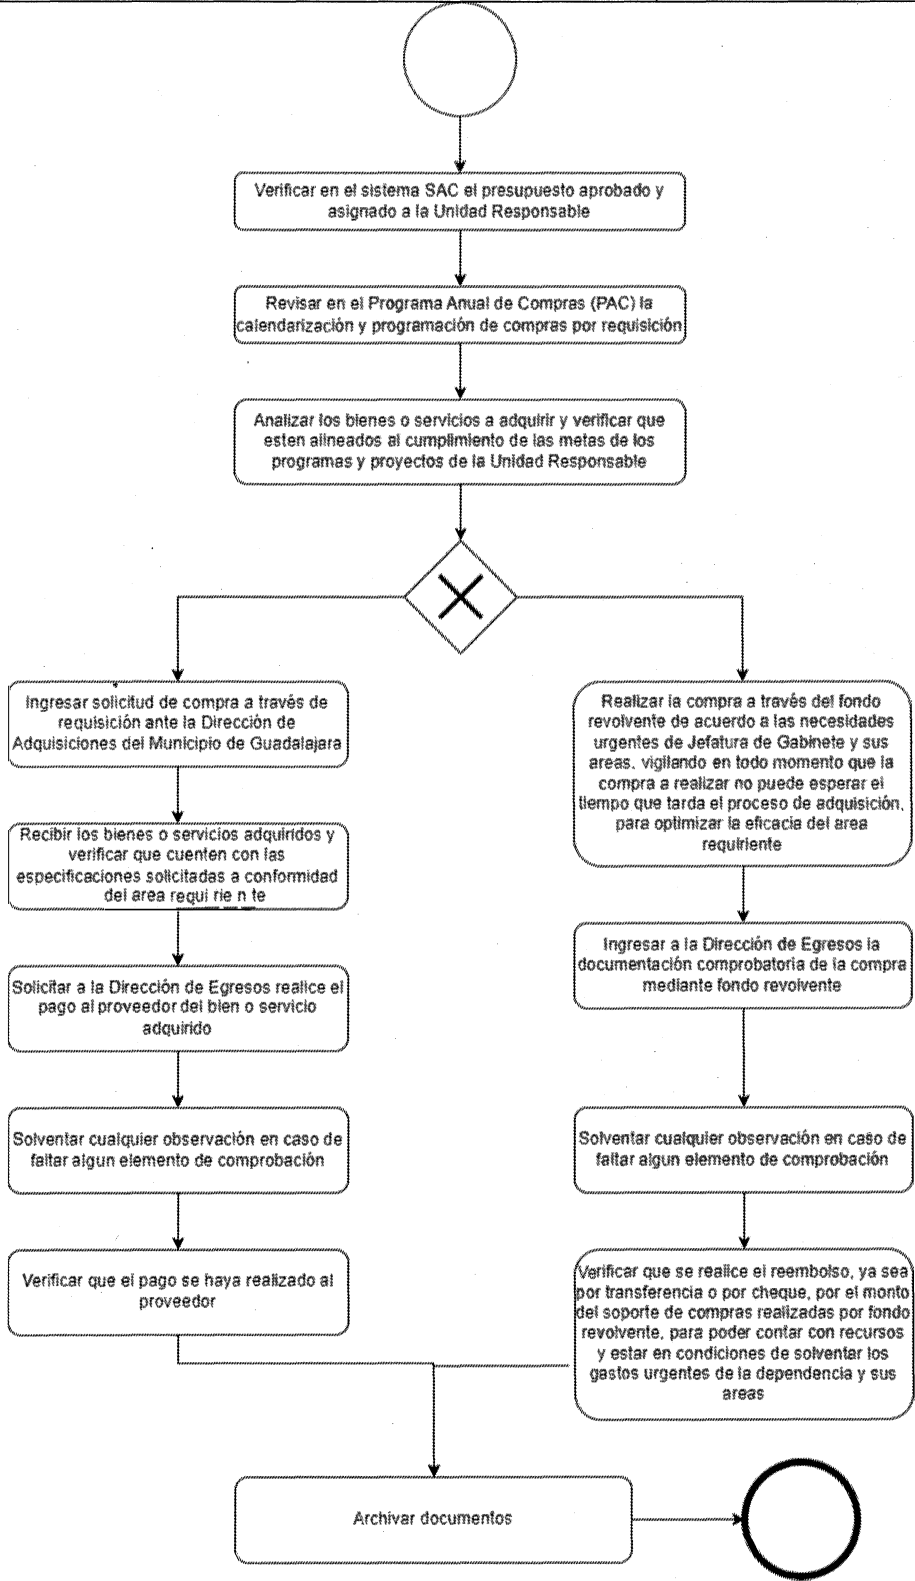 Verificar en el sistema SAC el presupuesto aprobado y
asignado a la Unidad Responsable
Revisar en el Programa Anual de Compras (PAC) la
calendarización y programación de compras por requisición
Analizar los bienes o servicios a adquirir y verificar que
esten alineados al cumplimiento de las metas de los
programas y proyectos de la Unidad Responsable
Ingresar solicitud de compra a través de
requisición ante la Dirección de
Adquisiciones del Municipio de Guadalajara
Recibir los bienes o servicios adquiridos y
verificar que cuenten con las
especificaciones solicitadas a conformidad
del area requi rie n te
Solicitar a la Dirección de Egresos realice el
pago al proveedor del bien o servicio
adquirido
Solventar cualquier observación en caso de
faltar algun elemento de comprobación
Verificar que el pago se haya realizado al
proveedor
Realizar la compra a través del fondo
revolvente de acuerdo a las necesidades
urgentes de Jefatura de Gabinete y sus
areas, vigilando en todo momento que la
compra a realizar no puede esperar el
tiempo que tarda el proceso de adquisición,
para optimizar la eficacia del area
requiriente
Ingresar a la Dirección de Egresos la
documentación comprobatoria de la compra
mediante fondo revolvente
Solventar cualquier observación en caso de
faltar algun elemento de comprobación
Verificar que se realice el reembolso, ya sea
por transferencia o por cheque, por el monto
del soporte de compras realizadas por fondo
revolvente, para poder contar con recursos
y estar en condiciones de solventar los
gastos urgentes de la dependencia y sus
areas
Archivar documentos